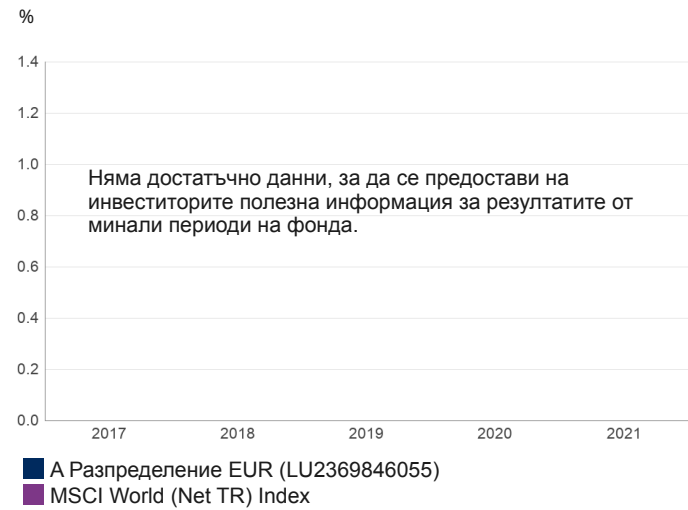 %
1.4
1.2
1.0
Няма достатъчно данни, за да се предостави на
инвеститорите полезна информация за резултатите от
минали периоди на фонда.
0.8
0.6
0.4
0.2
0.0
2017 2018 2019 2020 2021
А Разпределение EUR (LU2369846055)
MSCI World (Net TR) Index